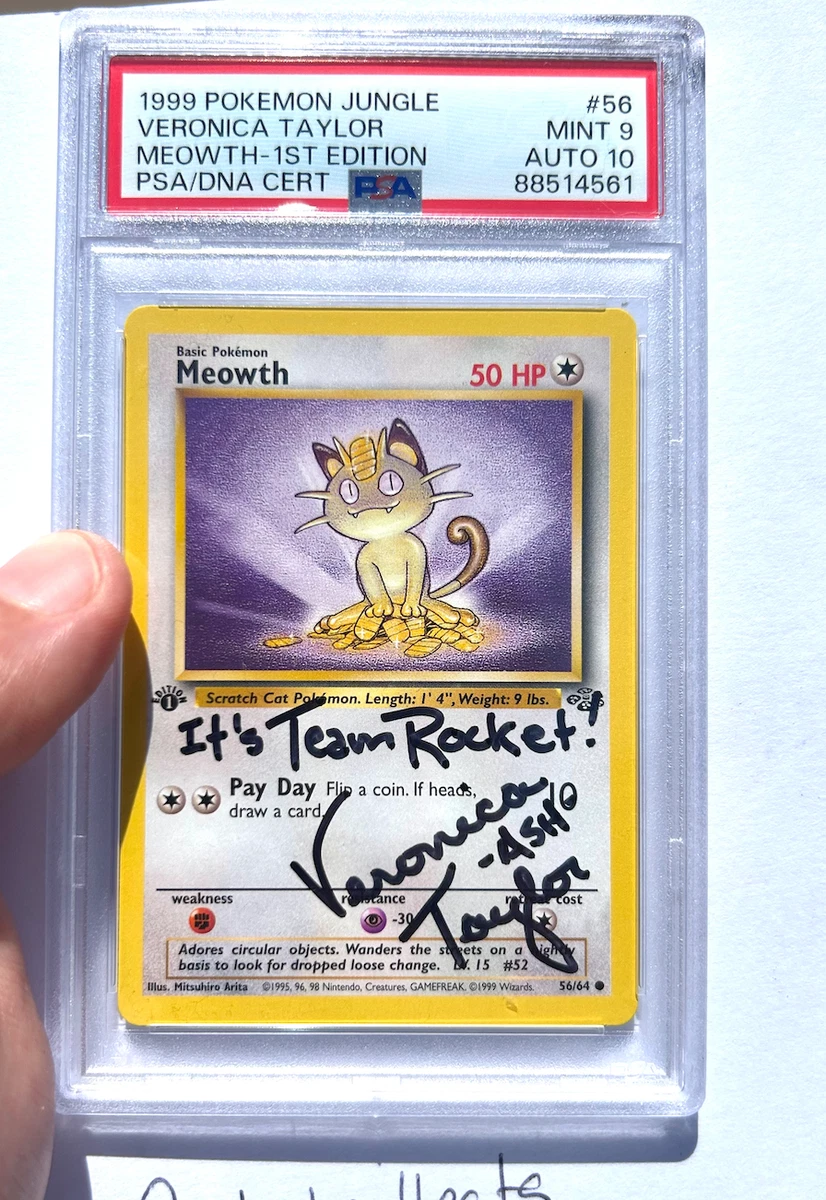 1999 POKEMON JUNGLE #56
VERONICA TAYLOR MINT 9
MEOWTH-1ST EDITION AUTO 10
PSA/DNA CERT PSA 88514561
Basic Pokémon
Meowth 50 HP
EDITION 1
Scratch Cat Pokémon. Length: 1' 4", Weight: 9 lbs.
It's Team Rocket!
Pay Day Flip a coin. If heads,
draw a card.
Veronica
-ASH
Taylor
weakness resistance retreat cost
-30
Adores circular objects. Wanders the streets on a nightly
basis to look for dropped loose change. LV. 15 #52
Illus. Mitsuhiro Arita ©1995, 96, 98 Nintendo, Creatures, GAMEFREAK. ©1999 Wizards. 56/64